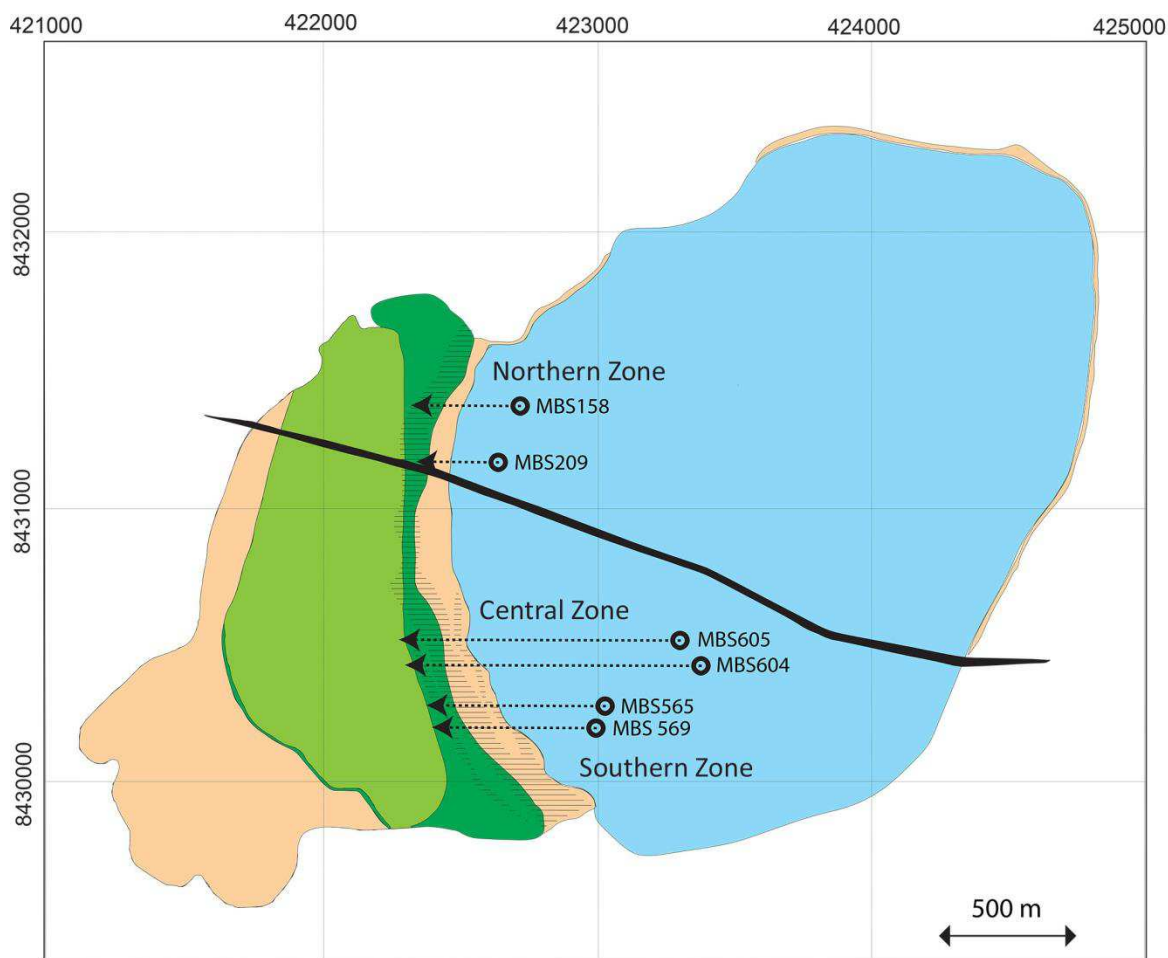 421000
422000
423000
424000
425000
8432000
8431000
8430000
Northern Zone
MBS158
MBS209
Central Zone
MBS605
MBS604
MBS565
MBS 569
Southern Zone
500 m